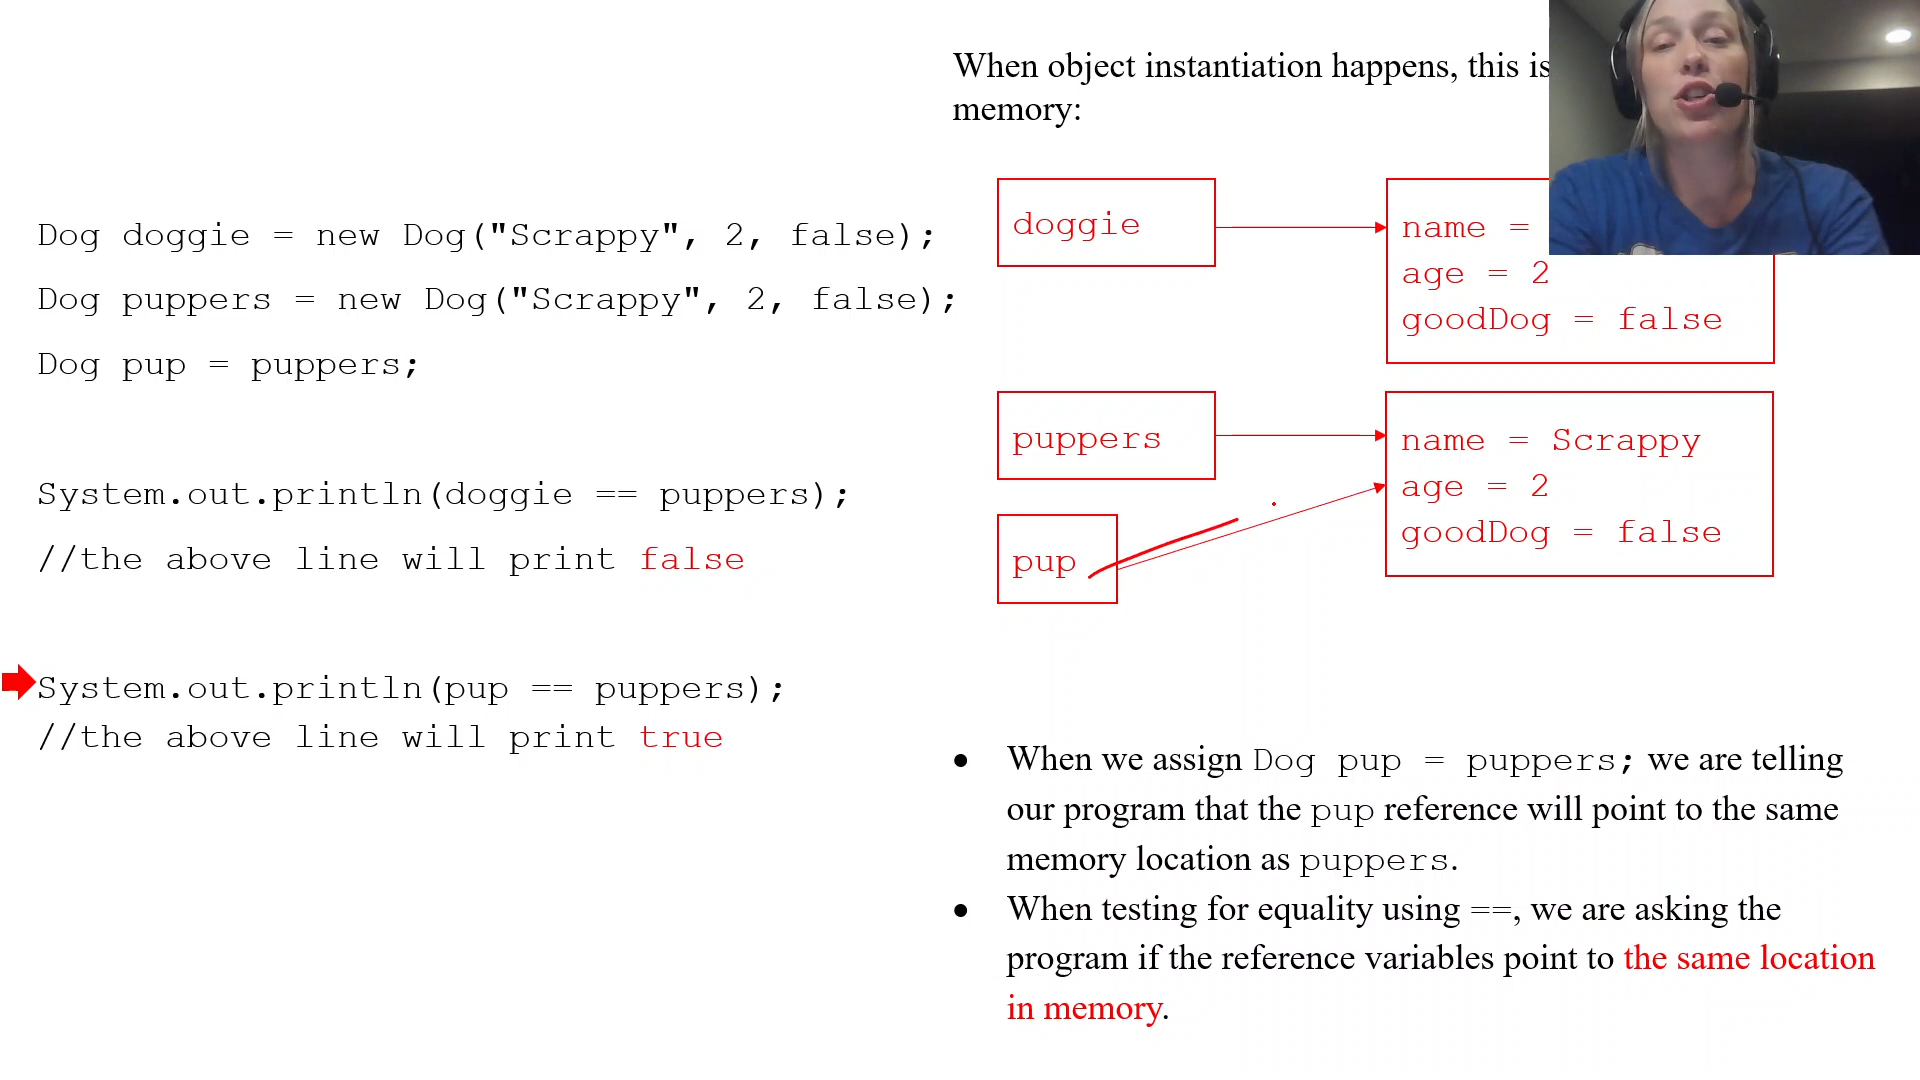 Dog doggie = new Dog("Scrappy", 2, false);
Dog puppers = new Dog("Scrappy", 2, false);
Dog pup = puppers;
System.out.println(doggie == puppers);
//the above line will print false
System.out.println(pup == puppers);
//the above line will print true
When object instantiation happens, this is
memory:
doggie
name =
age = 2
goodDog = false
puppers
name = Scrappy
age = 2
goodDog = false
pup
• When we assign Dog pup = puppers; we are telling
our program that the pup reference will point to the same
memory location as puppers.
• When testing for equality using ==, we are asking the
program if the reference variables point to the same location
in memory.